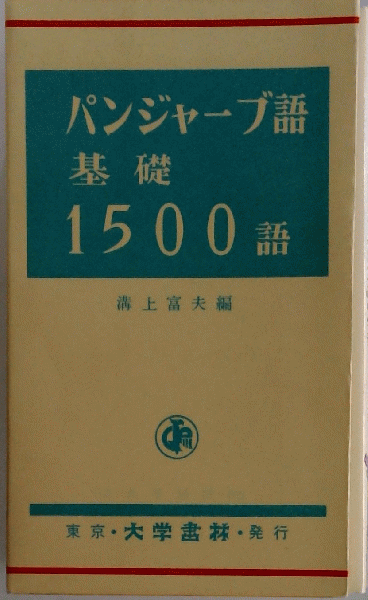 パンジャーブ語
基礎
1500語
溝上富夫編
東京・大学書林・発行